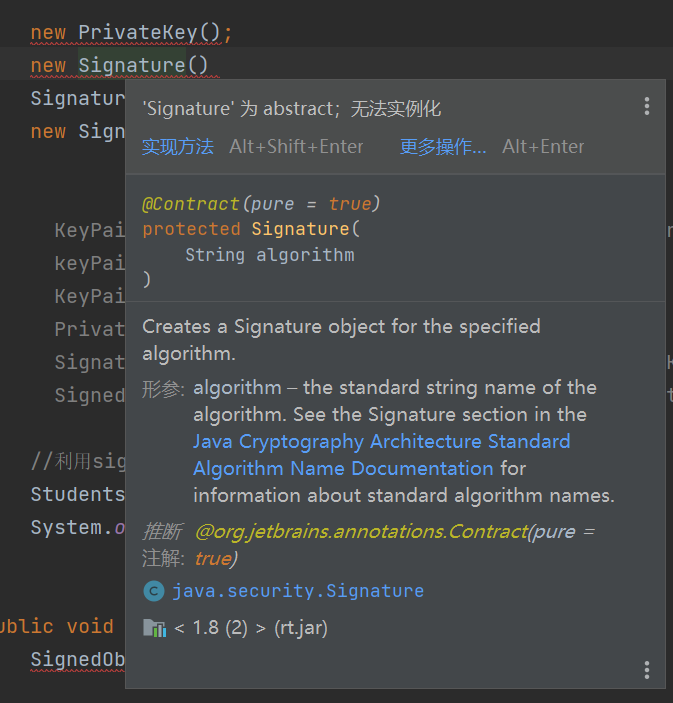 new PrivateKey();
new Signature()
Signatur
new Sign
'Signature' 为 abstract；无法实例化
实现方法 Alt+Shift+Enter 更多操作... Alt+Enter
@Contract(pure = true)
protected Signature(
String algorithm
)
KeyPai
keyPai
KeyPai
Privat
Signat
Signed
Creates a Signature object for the specified
algorithm.
形参: algorithm – the standard string name of the
algorithm. See the Signature section in the
Java Cryptography Architecture Standard
Algorithm Name Documentation for
information about standard algorithm names.
推断 @org.jetbrains.annotations.Contract(pure =
注解: true)
java.security.Signature
< 1.8 (2) > (rt.jar)
//利用sig
Students
System.o
ublic void
SignedOb